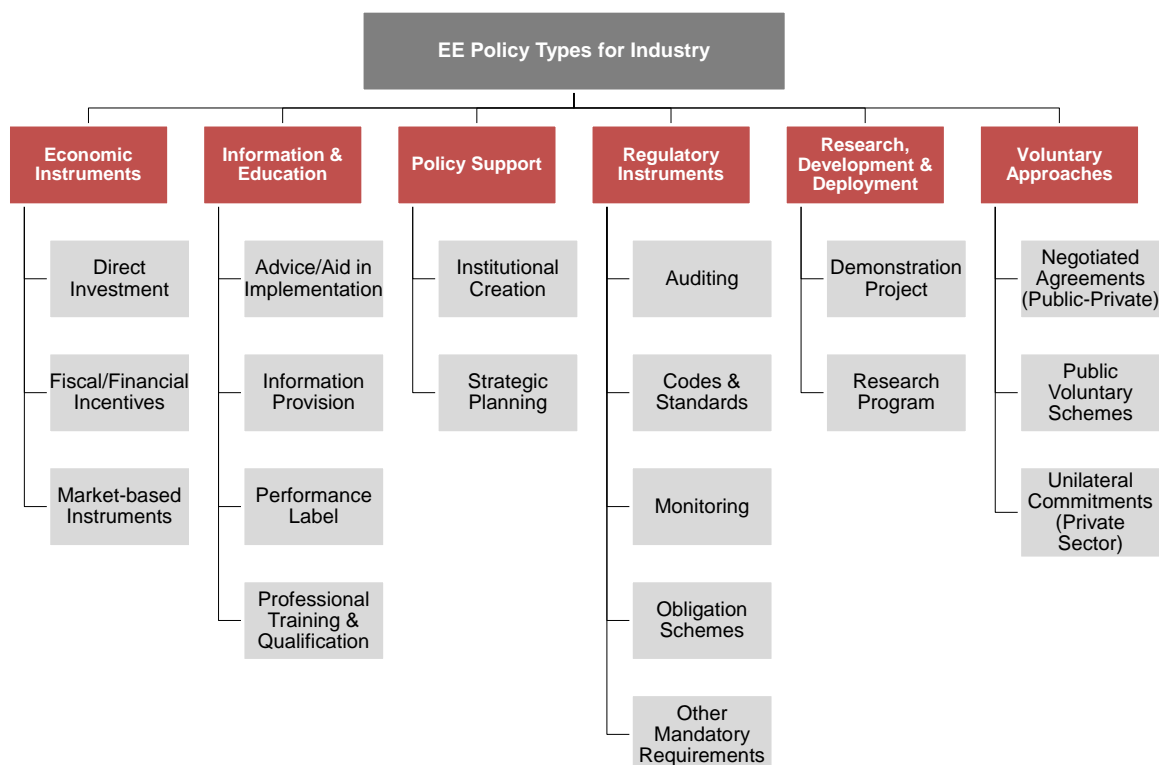 EE Policy Types for Industry
Economic
Instruments
Direct
Investment
Fiscal/Financial
Incentives
Market-based
Instruments
Information &
Education
Advice/Aid in
Implementation
Information
Provision
Performance
Label
Professional
Training &
Qualification
Policy Support
Institutional
Creation
Strategic
Planning
Regulatory
Instruments
Auditing
Codes &
Standards
Monitoring
Obligation
Schemes
Other
Mandatory
Requirements
Research,
Development &
Deployment
Demonstration
Project
Research
Program
Voluntary
Approaches
Negotiated
Agreements
(Public-Private)
Public
Voluntary
Schemes
Unilateral
Commitments
(Private
Sector)